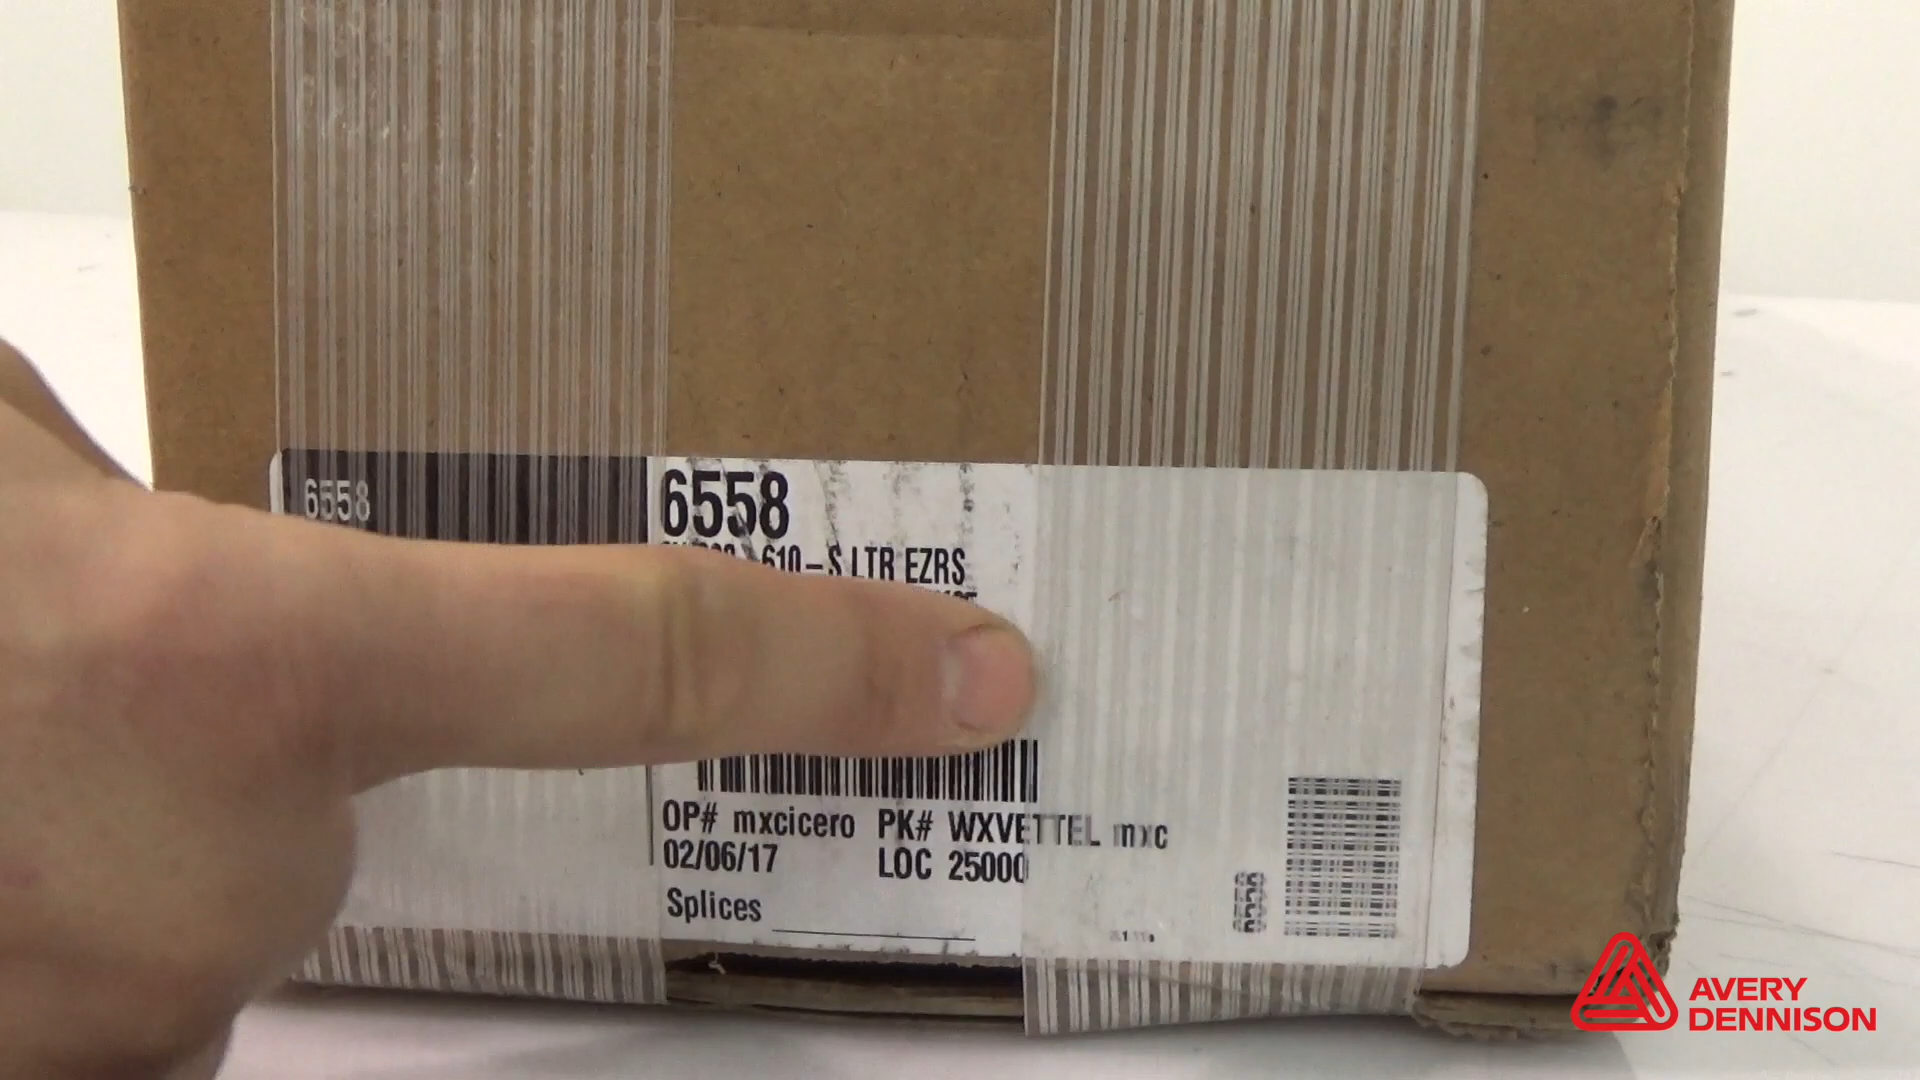 6558
6558
610-S LTR EZRS
OP# mxcicero PK# WXVETTEL mxc
02/06/17 LOC 25000
Splices
AVERY
DENNISON